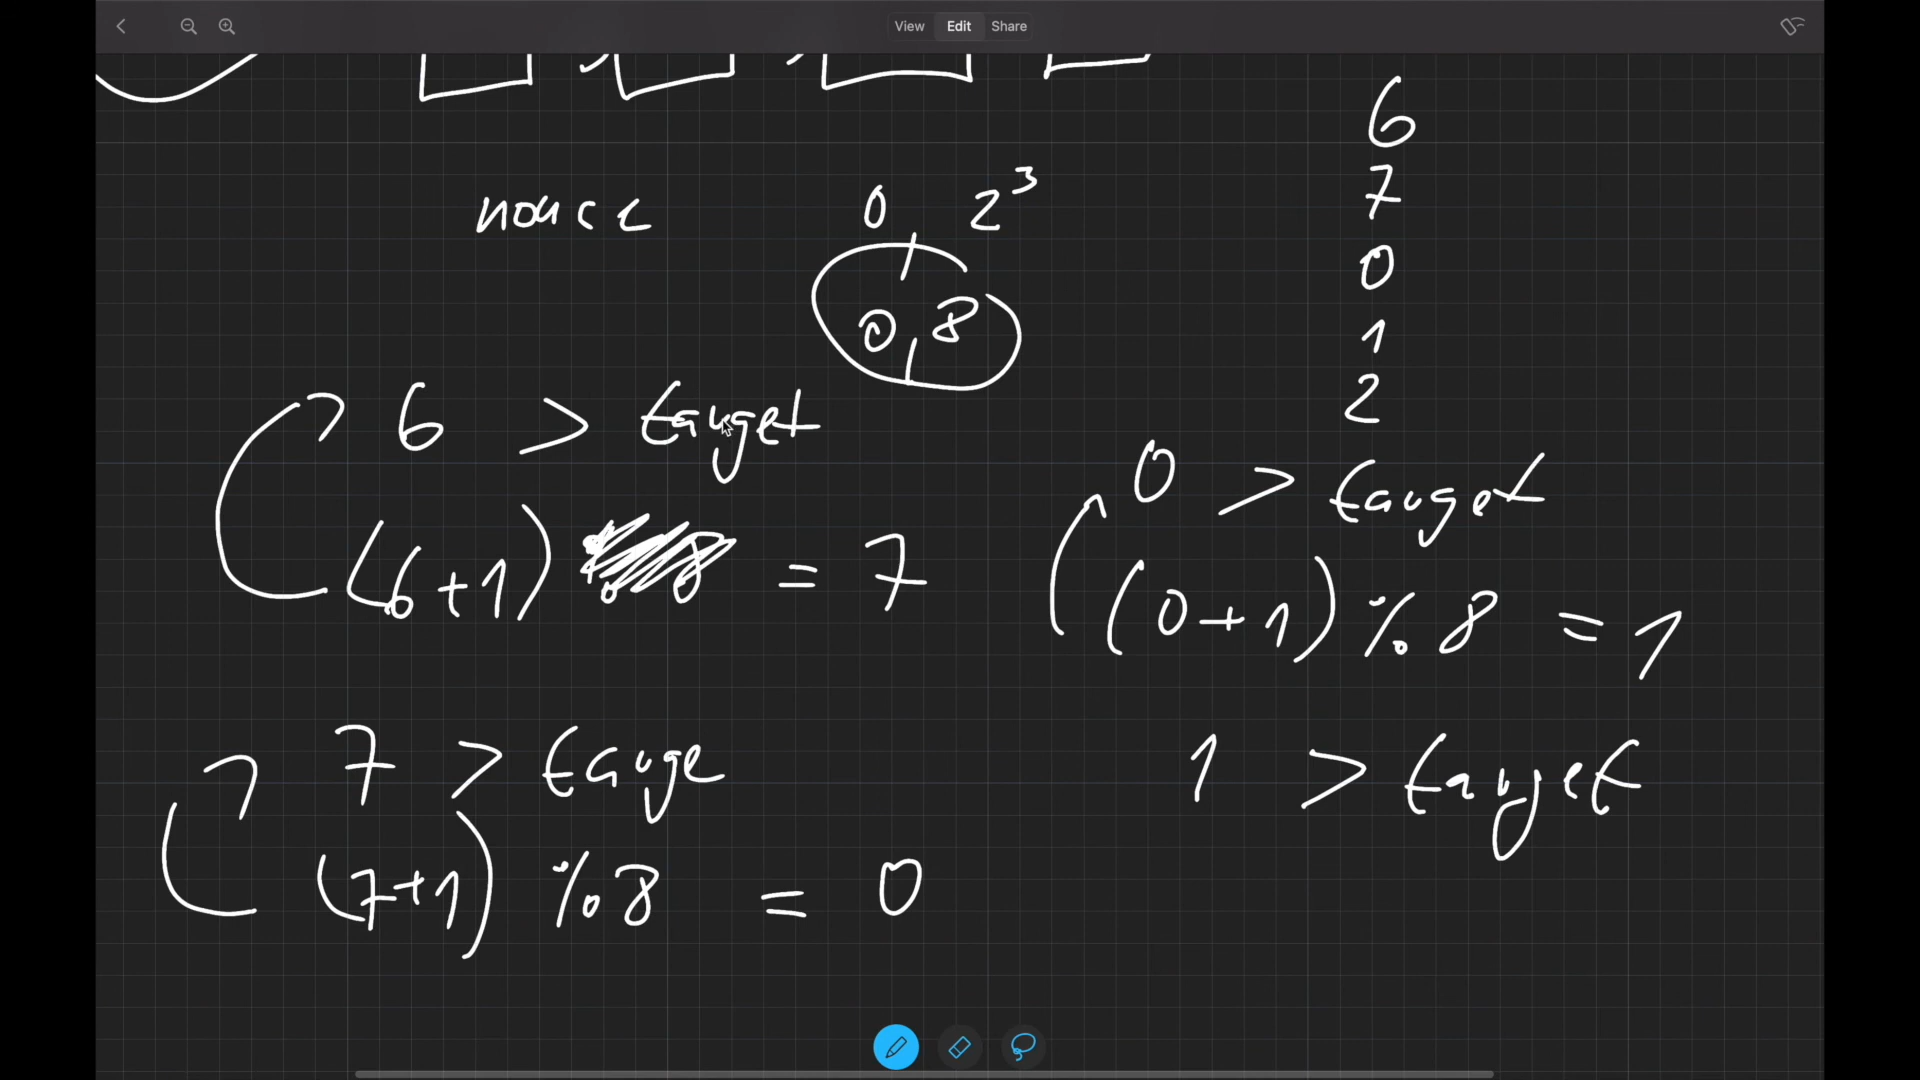 View Edit Share
6
7
0
1
2
nonce
0 2³
0, 8
6 > target
(6+1) = 7
0 > target
(0+1) % 8 = 1
7 > targe
(7+1) % 8 = 0
1 > target